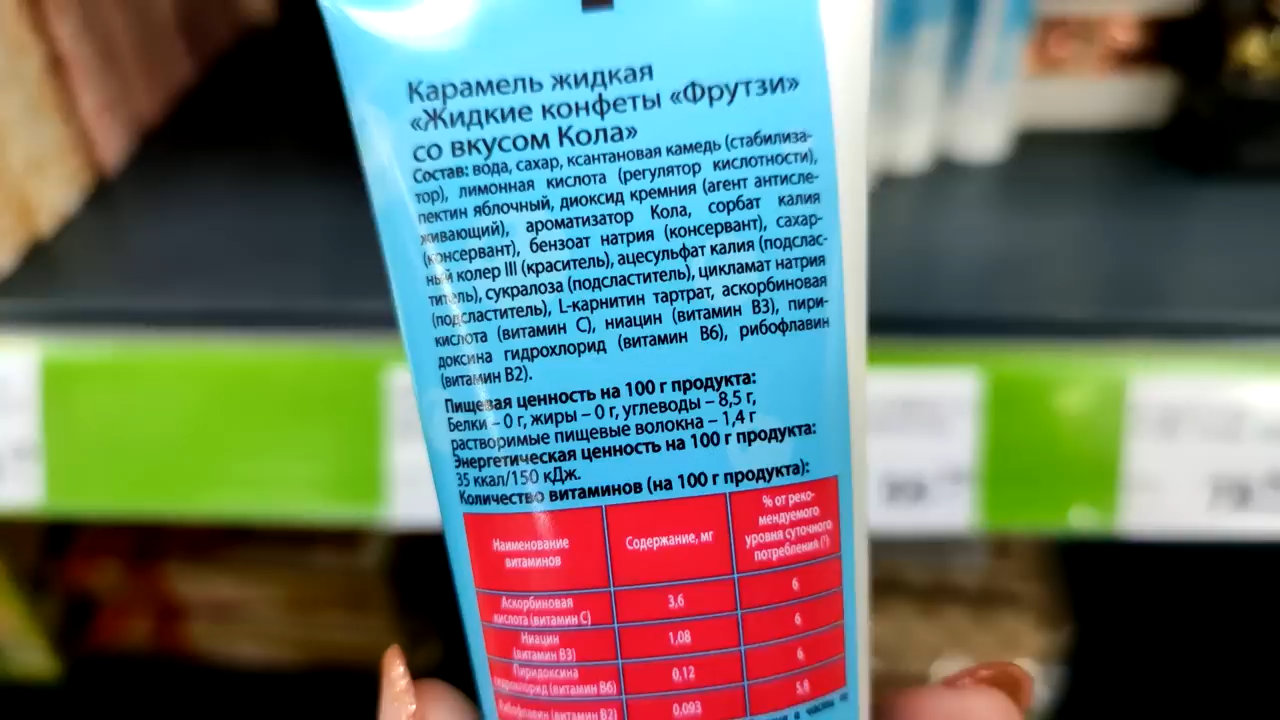 Карамель жидкая
«Жидкие конфеты «Фрутзи»
со вкусом Кола»
Состав: вода, сахар, ксантановая камедь (стабилиза-
тор), лимонная кислота (регулятор кислотности),
пектин яблочный, диоксид кремния (агент антисле-
живающий), ароматизатор Кола, сорбат калия
(консервант), бензоат натрия (консервант), сахар-
ный колер III (краситель), ацесульфат калия (подслас-
титель), сукралоза (подсластитель), цикламат натрия
(подсластитель), L-карнитин тартрат, аскорбиновая
кислота (витамин С), ниацин (витамин В3), пири-
доксина гидрохлорид (витамин В6), рибофлавин
(витамин В2).
Пищевая ценность на 100 г продукта:
Белки – 0 г, жиры – 0 г, углеводы – 8,5 г,
растворимые пищевые волокна – 1,4 г
Энергетическая ценность на 100 г продукта:
35 ккал/150 кДж.
Количество витаминов (на 100 г продукта):
Наименование
витаминов
Содержание, мг
% от реко-
мендуемого
уровня суточного
потребления (¹)
Аскорбиновая
кислота (витамин С)
3,6
6
Ниацин
(витамин В3)
1,08
6
Пиридоксина
гидрохлорид (витамин В6)
0,12
6
Рибофлавин (витамин В2)
0,093
5,8